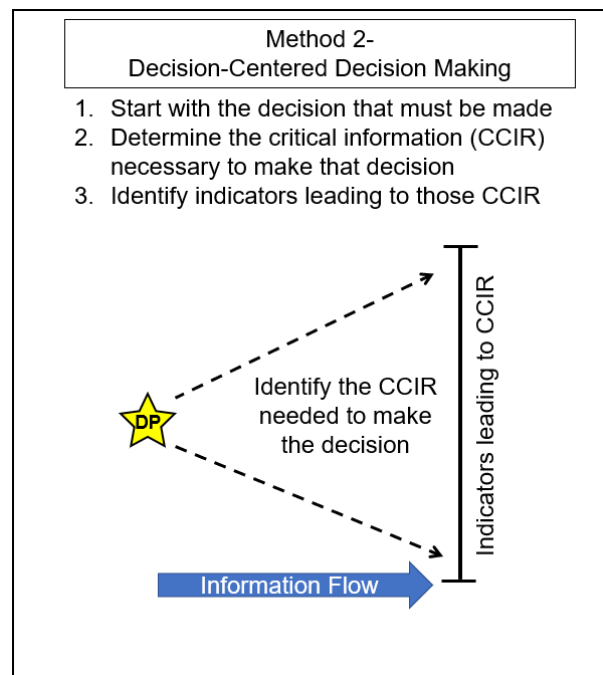 Method 2-
Decision-Centered Decision Making
1. Start with the decision that must be made
2. Determine the critical information (CCIR)
necessary to make that decision
3. Identify indicators leading to those CCIR
Identify the CCIR
needed to make
the decision
DP
Indicators leading to CCIR
Information Flow